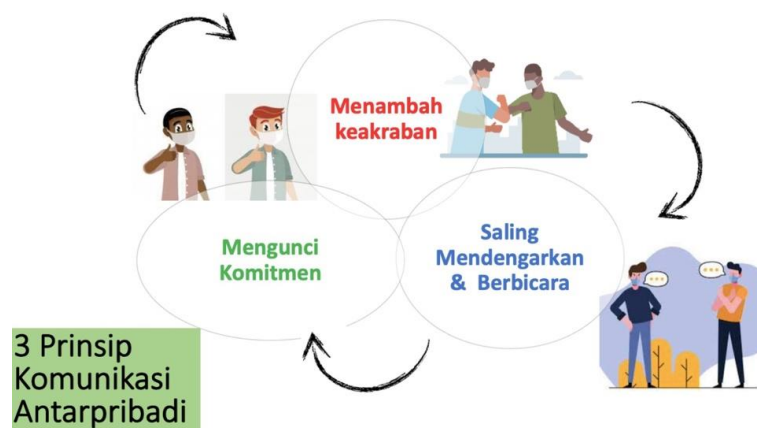 Menambah
keakraban
Saling
Mendengarkan
& Berbicara
Mengunci
Komitmen
3 Prinsip
Komunikasi
Antarpribadi